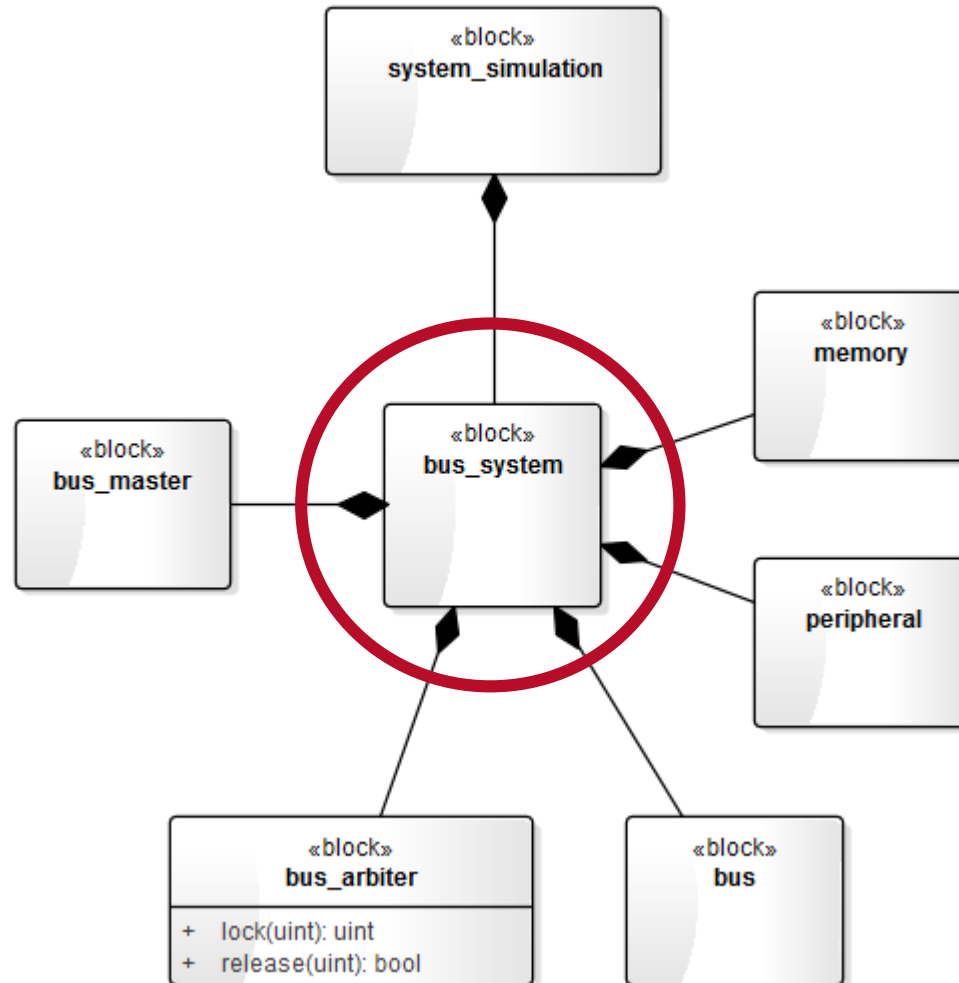 «block»
system_simulation
«block»
memory
«block»
bus_master
«block»
bus_system
«block»
peripheral
«block»
bus_arbiter
+ lock(uint): uint
+ release(uint): bool
«block»
bus